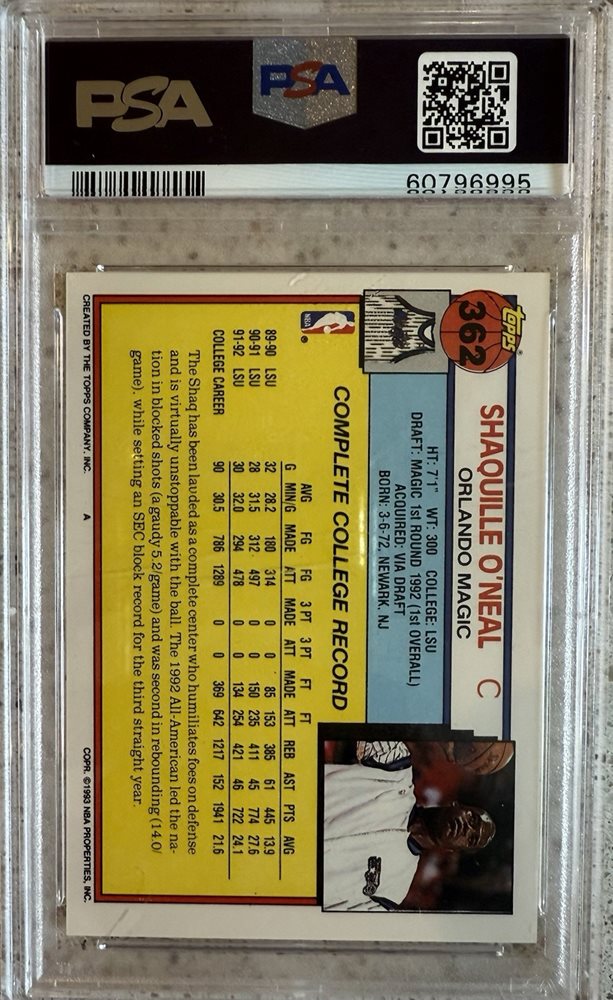 PSA
PSA
60796995
topps
362
SHAQUILLE O'NEAL C
ORLANDO MAGIC
HT: 7'1" WT: 300 COLLEGE: LSU
DRAFT: MAGIC 1st ROUND 1992 (1st OVERALL)
ACQUIRED: VIA DRAFT
BORN: 3-6-72, NEWARK, NJ
COMPLETE COLLEGE RECORD
NBA
AVG FG FG 3 PT 3 PT FT FT
G MIN/G MADE ATT MADE ATT MADE ATT REB AST PTS AVG
89-90 LSU 32 28.2 180 314 0 0 85 153 385 61 445 13.9
90-91 LSU 28 31.5 312 497 0 0 150 235 411 45 774 27.6
91-92 LSU 30 32.0 294 478 0 0 134 254 421 46 722 24.1
COLLEGE CAREER 90 30.5 786 1289 0 0 369 642 1217 152 1941 21.6
The Shaq has been lauded as a complete center who humiliates foes on defense
and is virtually unstoppable with the ball. The 1992 All-American led the na-
tion in blocked shots (a gaudy 5.2/game) and was second in rebounding (14.0/
game), while setting an SEC block record for the third straight year.
CREATED BY THE TOPPS COMPANY, INC. A COPR. ©1993 NBA PROPERTIES, INC.